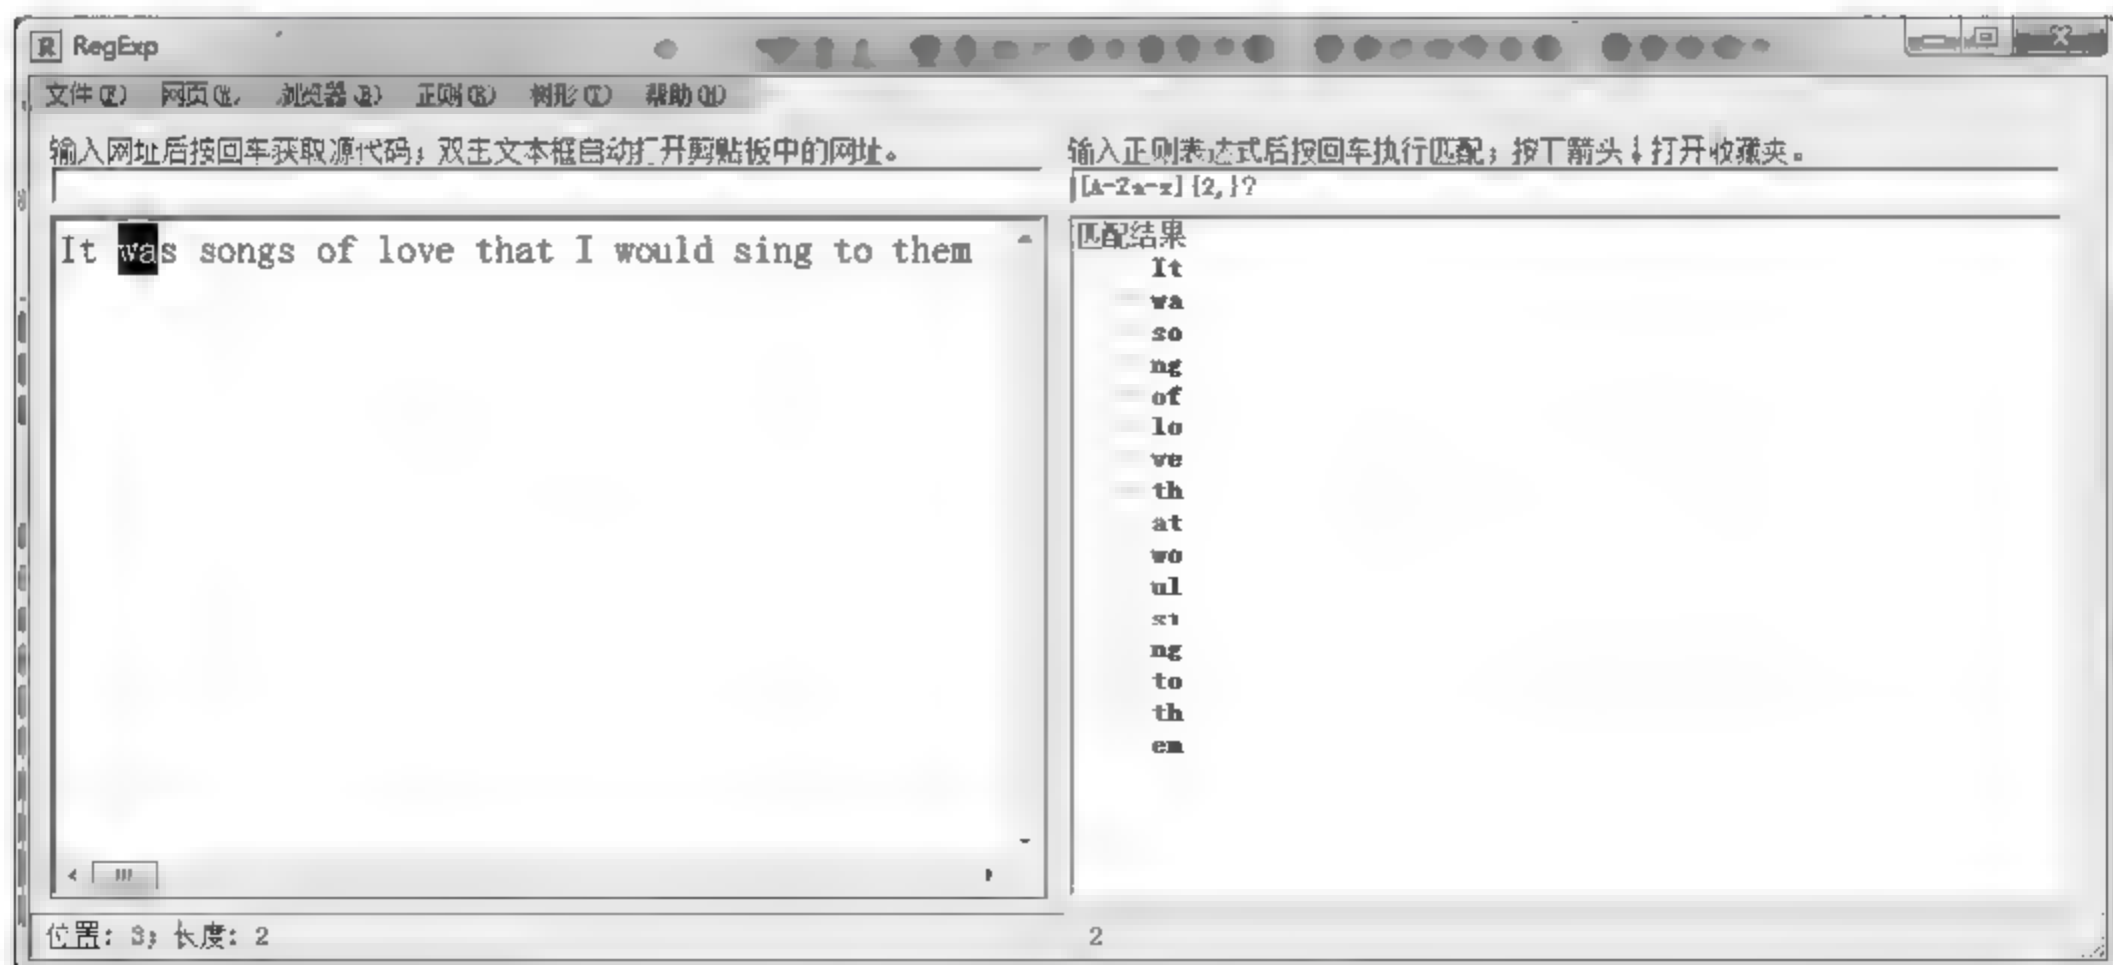 RegExp
文件(F) 网页(W) 浏览器(B) 正则(R) 树形(T) 帮助(H)
输入网址后按回车获取源代码；双击文本框自动打开剪贴板中的网址。
输入正则表达式后按回车执行匹配；按下箭头↓打开收藏夹。
[A-Za-z]{2,}?
It was songs of love that I would sing to them
匹配结果
It
wa
so
ng
of
lo
ve
th
at
wo
ul
si
ng
to
th
em
位置: 3; 长度: 2
2